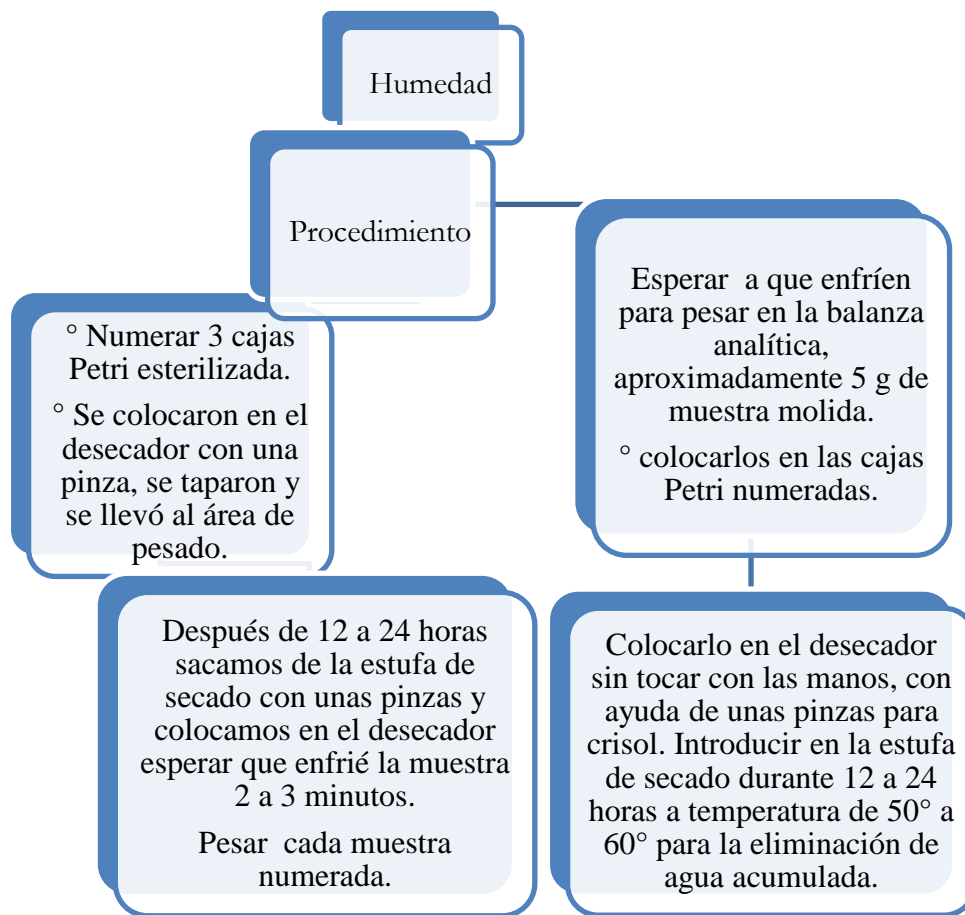 Humedad
Procedimiento
° Numerar 3 cajas
Petri esterilizada.
° Se colocaron en el
desecador con una
pinza, se taparon y
se llevó al área de
pesado.
Esperar a que enfríen
para pesar en la balanza
analítica,
aproximadamente 5 g de
muestra molida.
° colocarlos en las cajas
Petri numeradas.
Después de 12 a 24 horas
sacamos de la estufa de
secado con unas pinzas y
colocamos en el desecador
esperar que enfrié la muestra
2 a 3 minutos.
Pesar cada muestra
numerada.
Colocarlo en el desecador
sin tocar con las manos, con
ayuda de unas pinzas para
crisol. Introducir en la estufa
de secado durante 12 a 24
horas a temperatura de 50° a
60° para la eliminación de
agua acumulada.